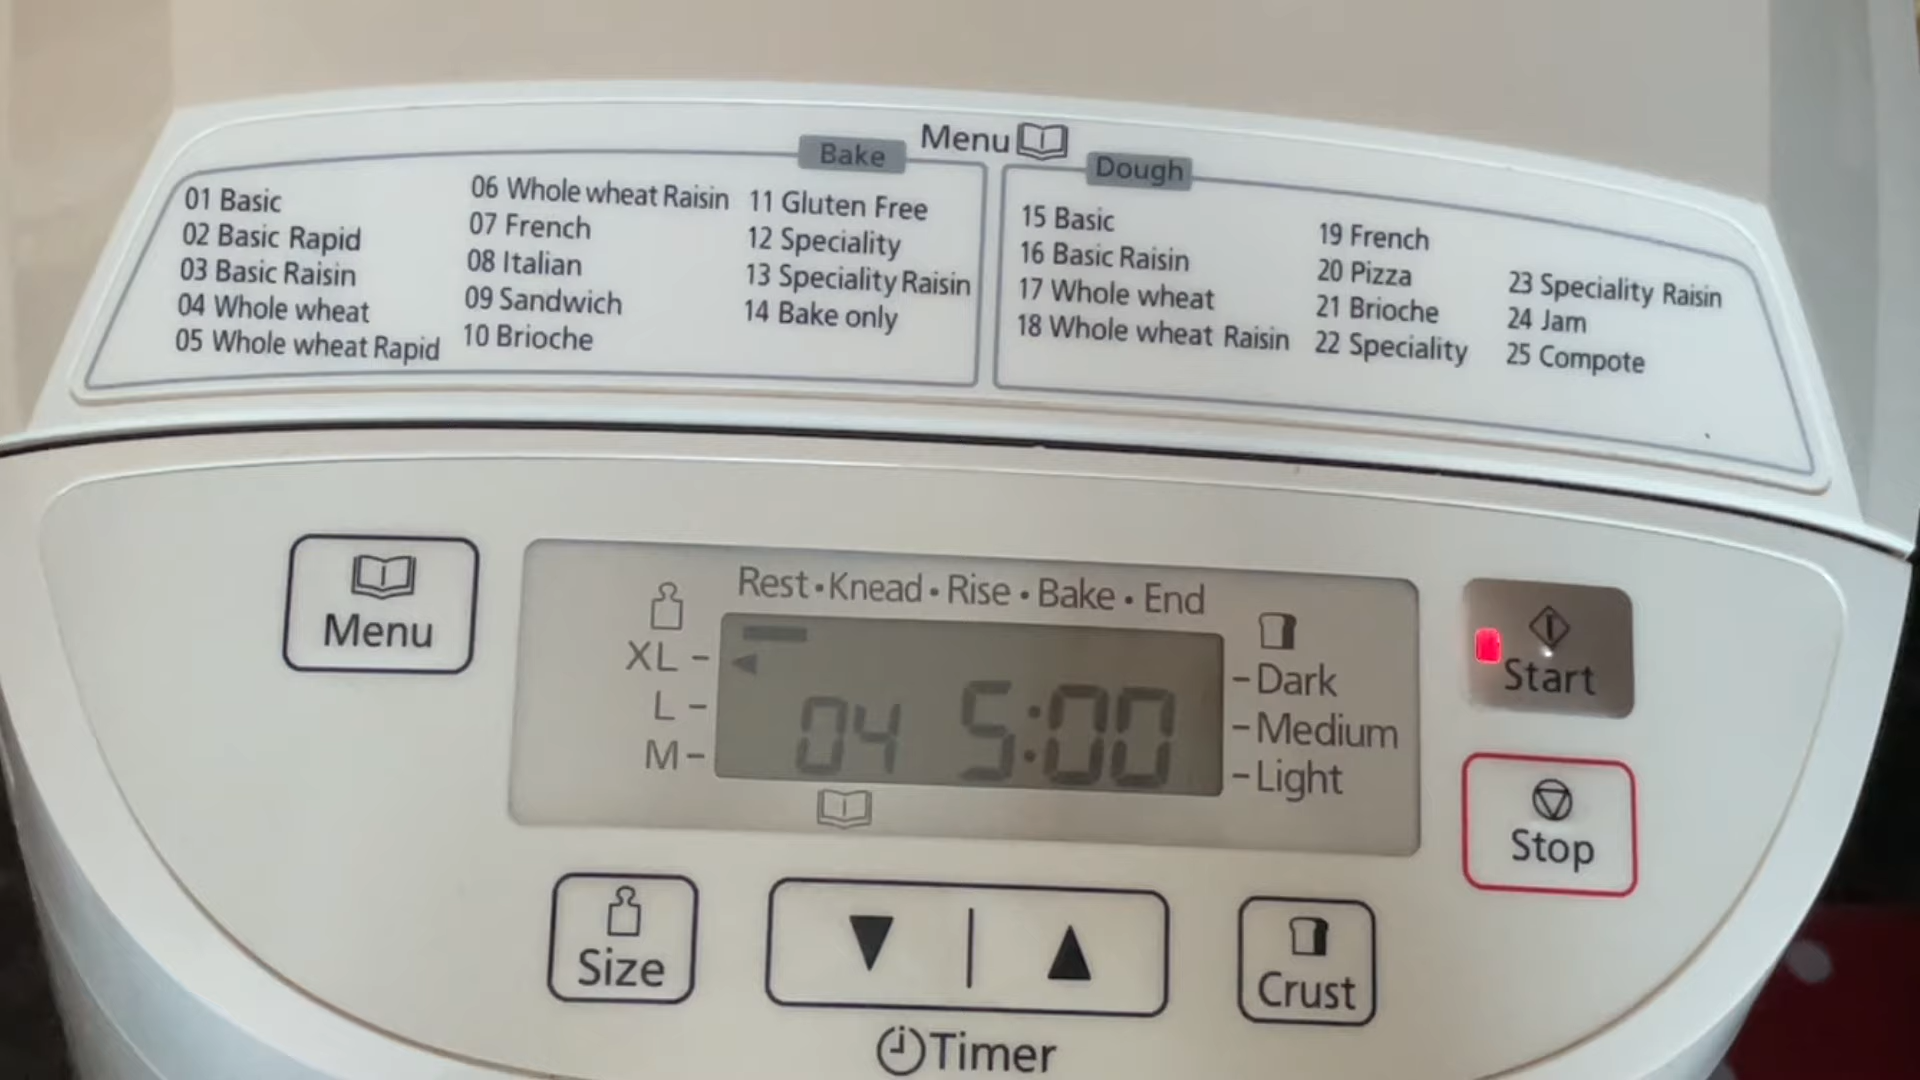 Menu
Bake
01 Basic
02 Basic Rapid
03 Basic Raisin
04 Whole wheat
05 Whole wheat Rapid
06 Whole wheat Raisin
07 French
08 Italian
09 Sandwich
10 Brioche
11 Gluten Free
12 Speciality
13 Speciality Raisin
14 Bake only
Dough
15 Basic
16 Basic Raisin
17 Whole wheat
18 Whole wheat Raisin
19 French
20 Pizza
21 Brioche
22 Speciality
23 Speciality Raisin
24 Jam
25 Compote
Menu
Rest • Knead • Rise • Bake • End
XL –
L –
M –
04 5:00
– Dark
– Medium
– Light
Start
Stop
Size
Crust
Timer